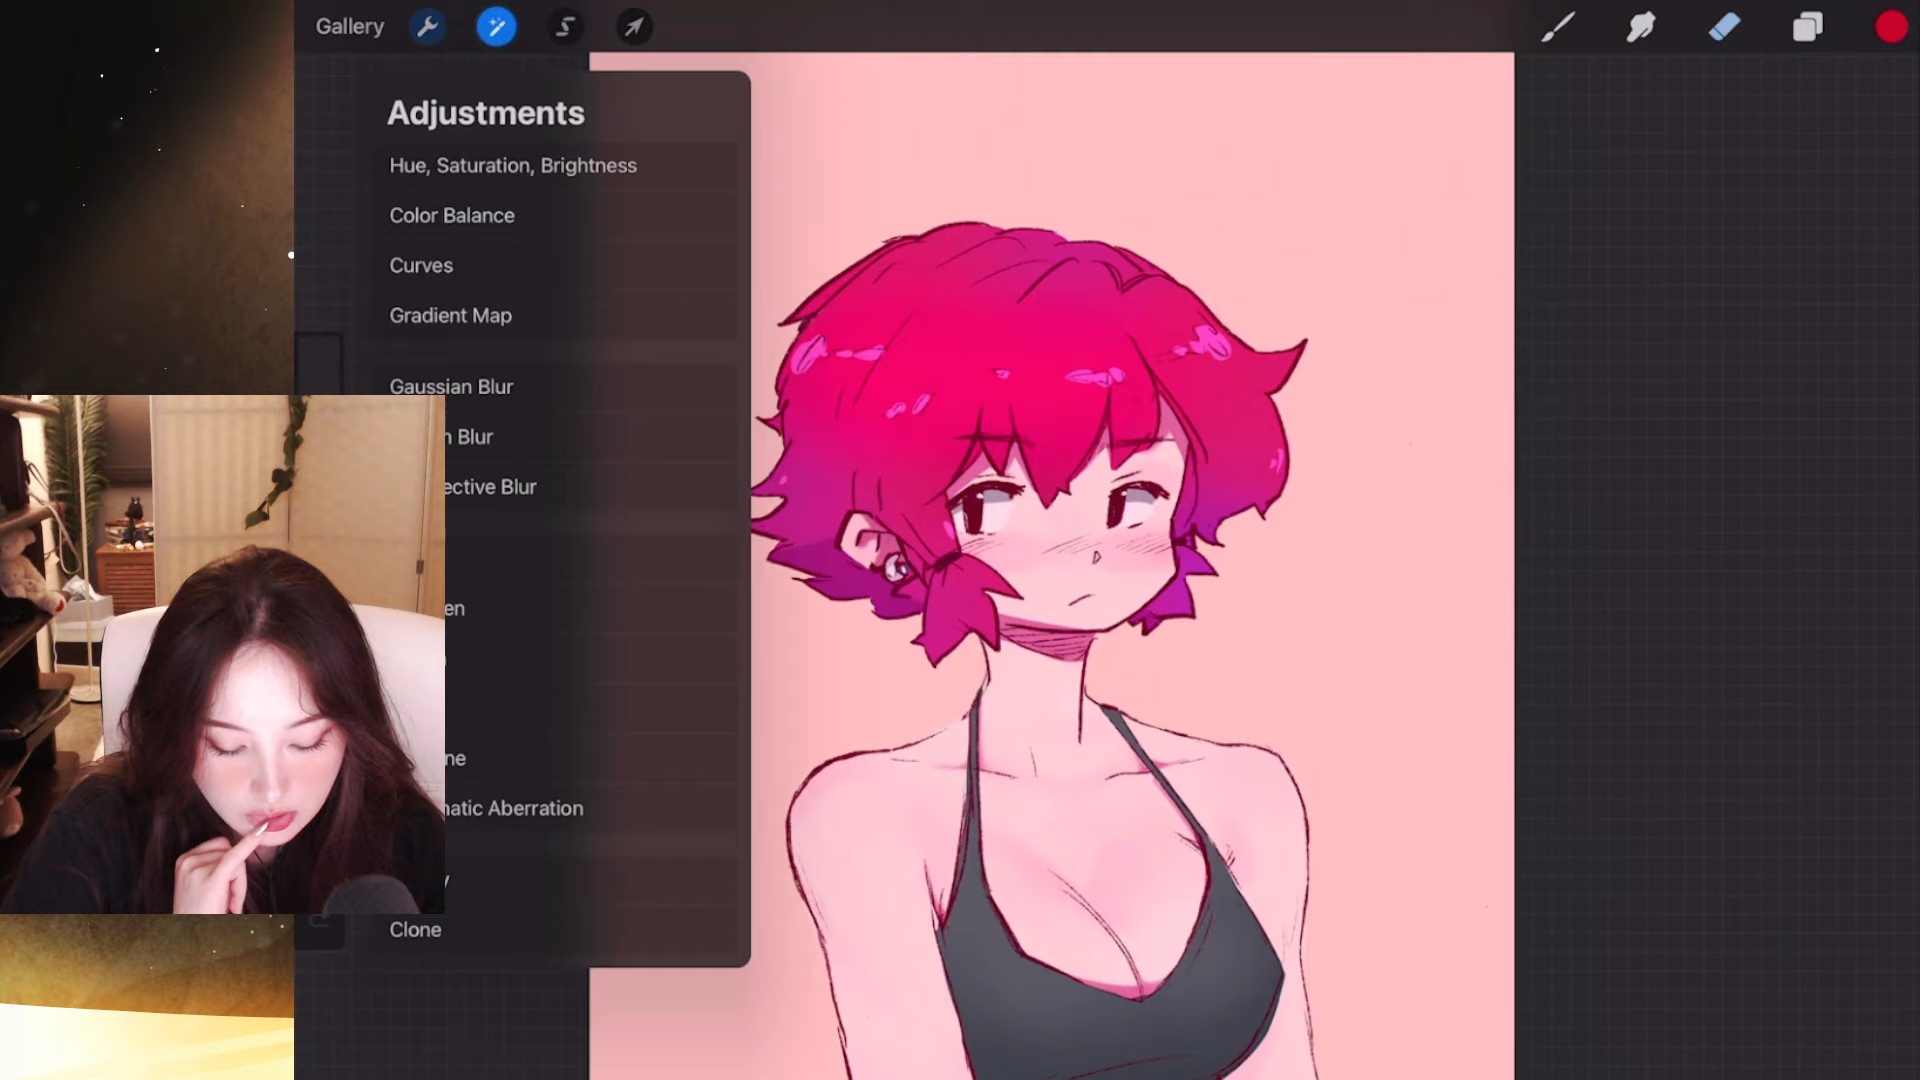 Gallery
Adjustments
Hue, Saturation, Brightness
Color Balance
Curves
Gradient Map
Gaussian Blur
Blur
ective Blur
en
ne
atic Aberration
Clone